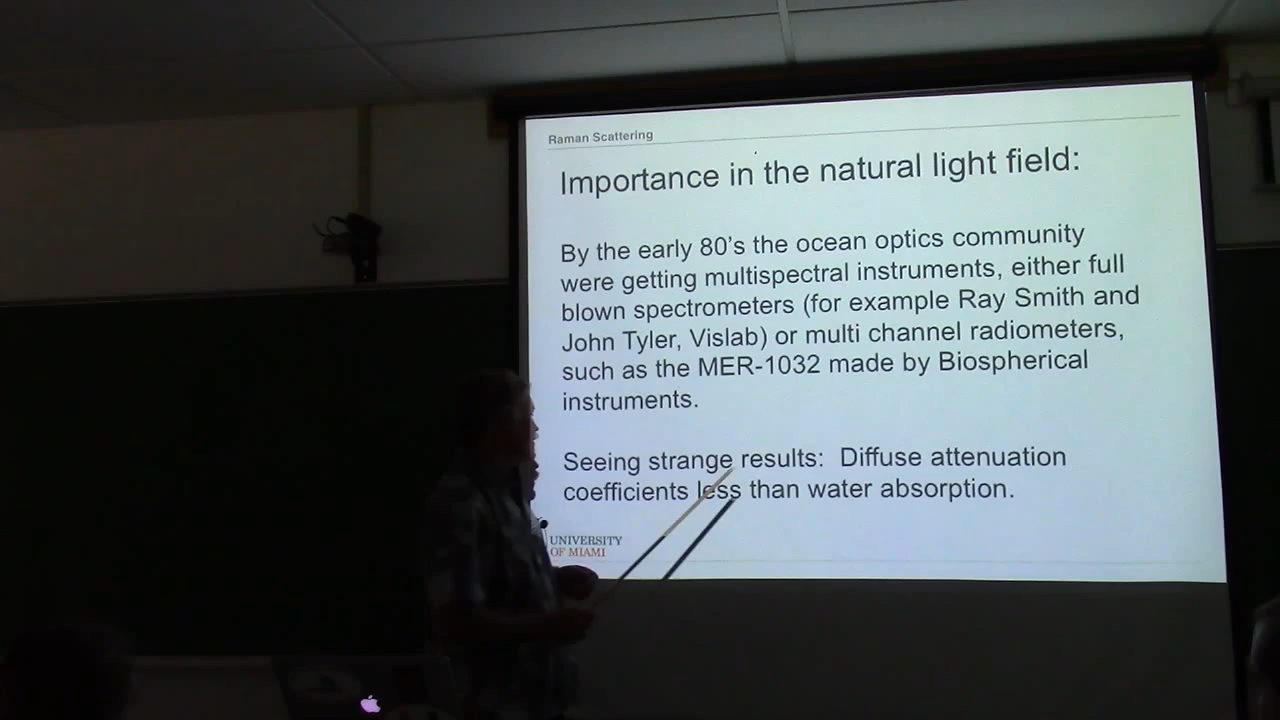 Raman Scattering
Importance in the natural light field:
By the early 80's the ocean optics community
were getting multispectral instruments, either full
blown spectrometers (for example Ray Smith and
John Tyler, Vislab) or multi channel radiometers,
such as the MER-1032 made by Biospherical
instruments.
Seeing strange results: Diffuse attenuation
coefficients less than water absorption.
UNIVERSITY
OF MIAMI